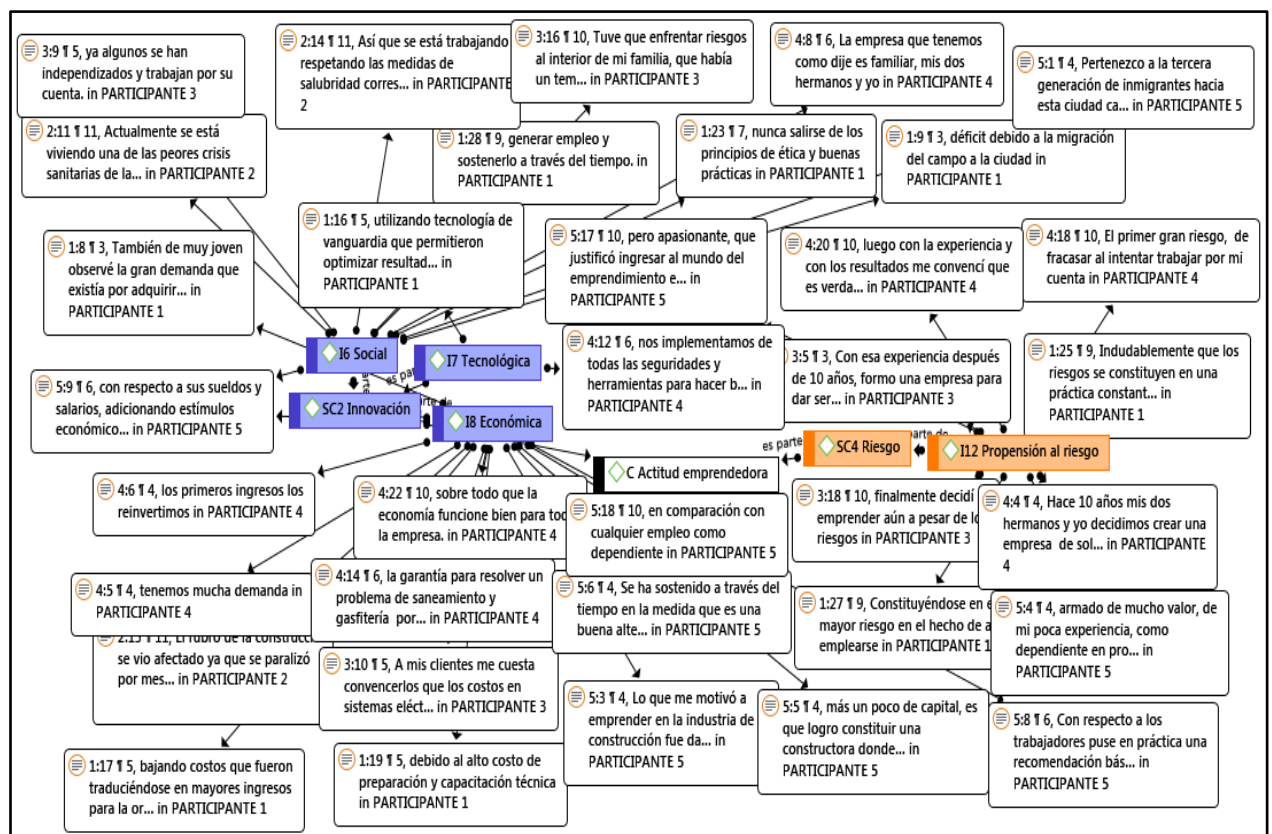 3:9 ¶ 5, ya algunos se han
independizados y trabajan por su
cuenta. in PARTICIPANTE 3
2:14 ¶ 11, Así que se está trabajando
respetando las medidas de
salubridad corres... in PARTICIPANTE
2
3:16 ¶ 10, Tuve que enfrentar riesgos
al interior de mi familia, que había
un tem... in PARTICIPANTE 3
4:8 ¶ 6, La empresa que tenemos
como dije es familiar, mis dos
hermanos y yo in PARTICIPANTE 4
5:1 ¶ 4, Pertenezco a la tercera
generación de inmigrantes hacia
esta ciudad ca... in PARTICIPANTE 5
2:11 ¶ 11, Actualmente se está
viviendo una de las peores crisis
sanitarias de la... in PARTICIPANTE 2
1:28 ¶ 9, generar empleo y
sostenerlo a través del tiempo. in
PARTICIPANTE 1
1:23 ¶ 7, nunca salirse de los
principios de ética y buenas
prácticas in PARTICIPANTE 1
1:9 ¶ 3, déficit debido a la migración
del campo a la ciudad in
PARTICIPANTE 1
1:16 ¶ 5, utilizando tecnología de
vanguardia que permitieron
optimizar resultad... in
PARTICIPANTE 1
1:8 ¶ 3, También de muy joven
observé la gran demanda que
existía por adquirir... in
PARTICIPANTE 1
5:17 ¶ 10, pero apasionante, que
justificó ingresar al mundo del
emprendimiento e... in
PARTICIPANTE 5
4:20 ¶ 10, luego con la experiencia y
con los resultados me convencí que
es verda... in PARTICIPANTE 4
4:18 ¶ 10, El primer gran riesgo, de
fracasar al intentar trabajar por mi
cuenta in PARTICIPANTE 4
I6 Social
I7 Tecnológica
es parte
4:12 ¶ 6, nos implementamos de
todas las seguridades y
herramientas para hacer b... in
PARTICIPANTE 4
3:5 ¶ 3, Con esa experiencia después
de 10 años, formo una empresa para
dar ser... in PARTICIPANTE 3
1:25 ¶ 9, Indudablemente que los
riesgos se constituyen en una
práctica constant... in
PARTICIPANTE 1
5:9 ¶ 6, con respecto a sus sueldos y
salarios, adicionando estímulos
económico... in PARTICIPANTE 5
SC2 Innovación
parte de
I8 Económica
C Actitud emprendedora
es parte
SC4 Riesgo
parte de
I12 Propensión al riesgo
4:6 ¶ 4, los primeros ingresos los
reinvertimos in PARTICIPANTE 4
4:22 ¶ 10, sobre todo que la
economía funcione bien para
la empresa. in PARTICIPANTE 4
5:18 ¶ 10, en comparación con
cualquier empleo como
dependiente in PARTICIPANTE 5
3:18 ¶ 10, finalmente decidí
emprender aún a pesar de
riesgos in PARTICIPANTE 3
4:4 ¶ 4, Hace 10 años mis dos
hermanos y yo decidimos crear una
empresa de sol... in PARTICIPANTE
4
4:5 ¶ 4, tenemos mucha demanda in
PARTICIPANTE 4
4:14 ¶ 6, la garantía para resolver un
problema de saneamiento y
gasfitería por... in
PARTICIPANTE 4
5:6 ¶ 4, Se ha sostenido a través del
tiempo en la medida que es una
buena alte... in PARTICIPANTE 5
1:27 ¶ 9, Constituyéndose en
mayor riesgo en el hecho de
emplearse in PARTICIPANTE 1
5:4 ¶ 4, armado de mucho valor, de
mi poca experiencia, como
dependiente en pro... in
PARTICIPANTE 5
¶ 11, El rubro de la
se vio afectado ya que se paralizó
por mes... in PARTICIPANTE 2
3:10 ¶ 5, A mis clientes me cuesta
convencerlos que los costos en
sistemas eléct... in
PARTICIPANTE 3
5:3 ¶ 4, Lo que me motivó a
emprender en la industria de
construcción fue da... in
PARTICIPANTE 5
5:5 ¶ 4, más un poco de capital, es
que logro constituir una
constructora donde... in
PARTICIPANTE 5
5:8 ¶ 6, Con respecto a los
trabajadores puse en práctica una
recomendación bás... in
PARTICIPANTE 5
1:17 ¶ 5, bajando costos que fueron
traduciéndose en mayores ingresos
para la or... in PARTICIPANTE 1
1:19 ¶ 5, debido al alto costo de
preparación y capacitación técnica
in PARTICIPANTE 1